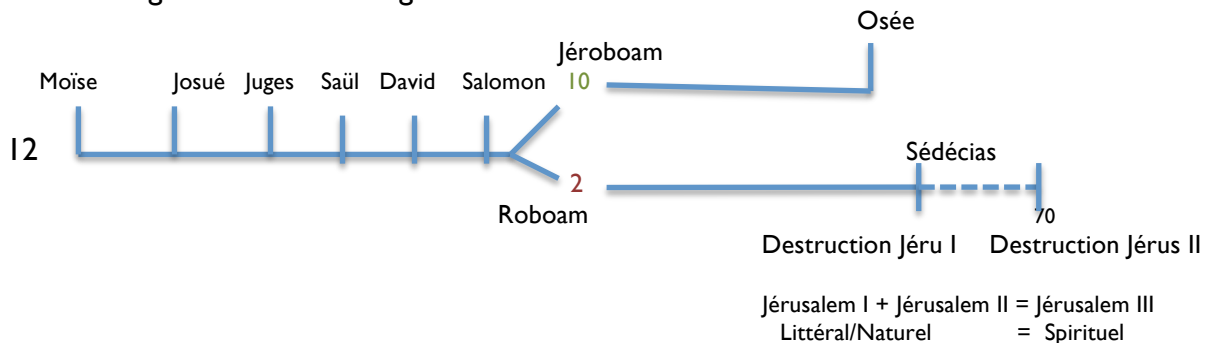 Osée
Jéroboam
Moïse Josué Juges Saül David Salomon 10
12
Sédécias
2
Roboam
70
Destruction Jéru I Destruction Jérus II
Jérusalem I + Jérusalem II = Jérusalem III
Littéral/Naturel = Spirituel